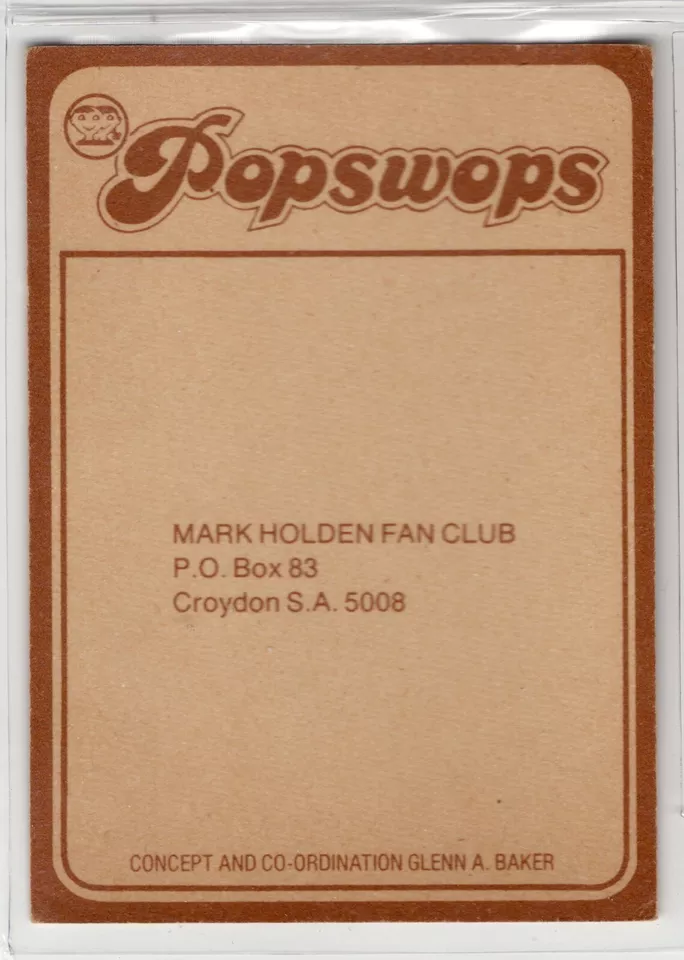 Popswops
MARK HOLDEN FAN CLUB
P.O. Box 83
Croydon S.A. 5008
CONCEPT AND CO-ORDINATION GLENN A. BAKER